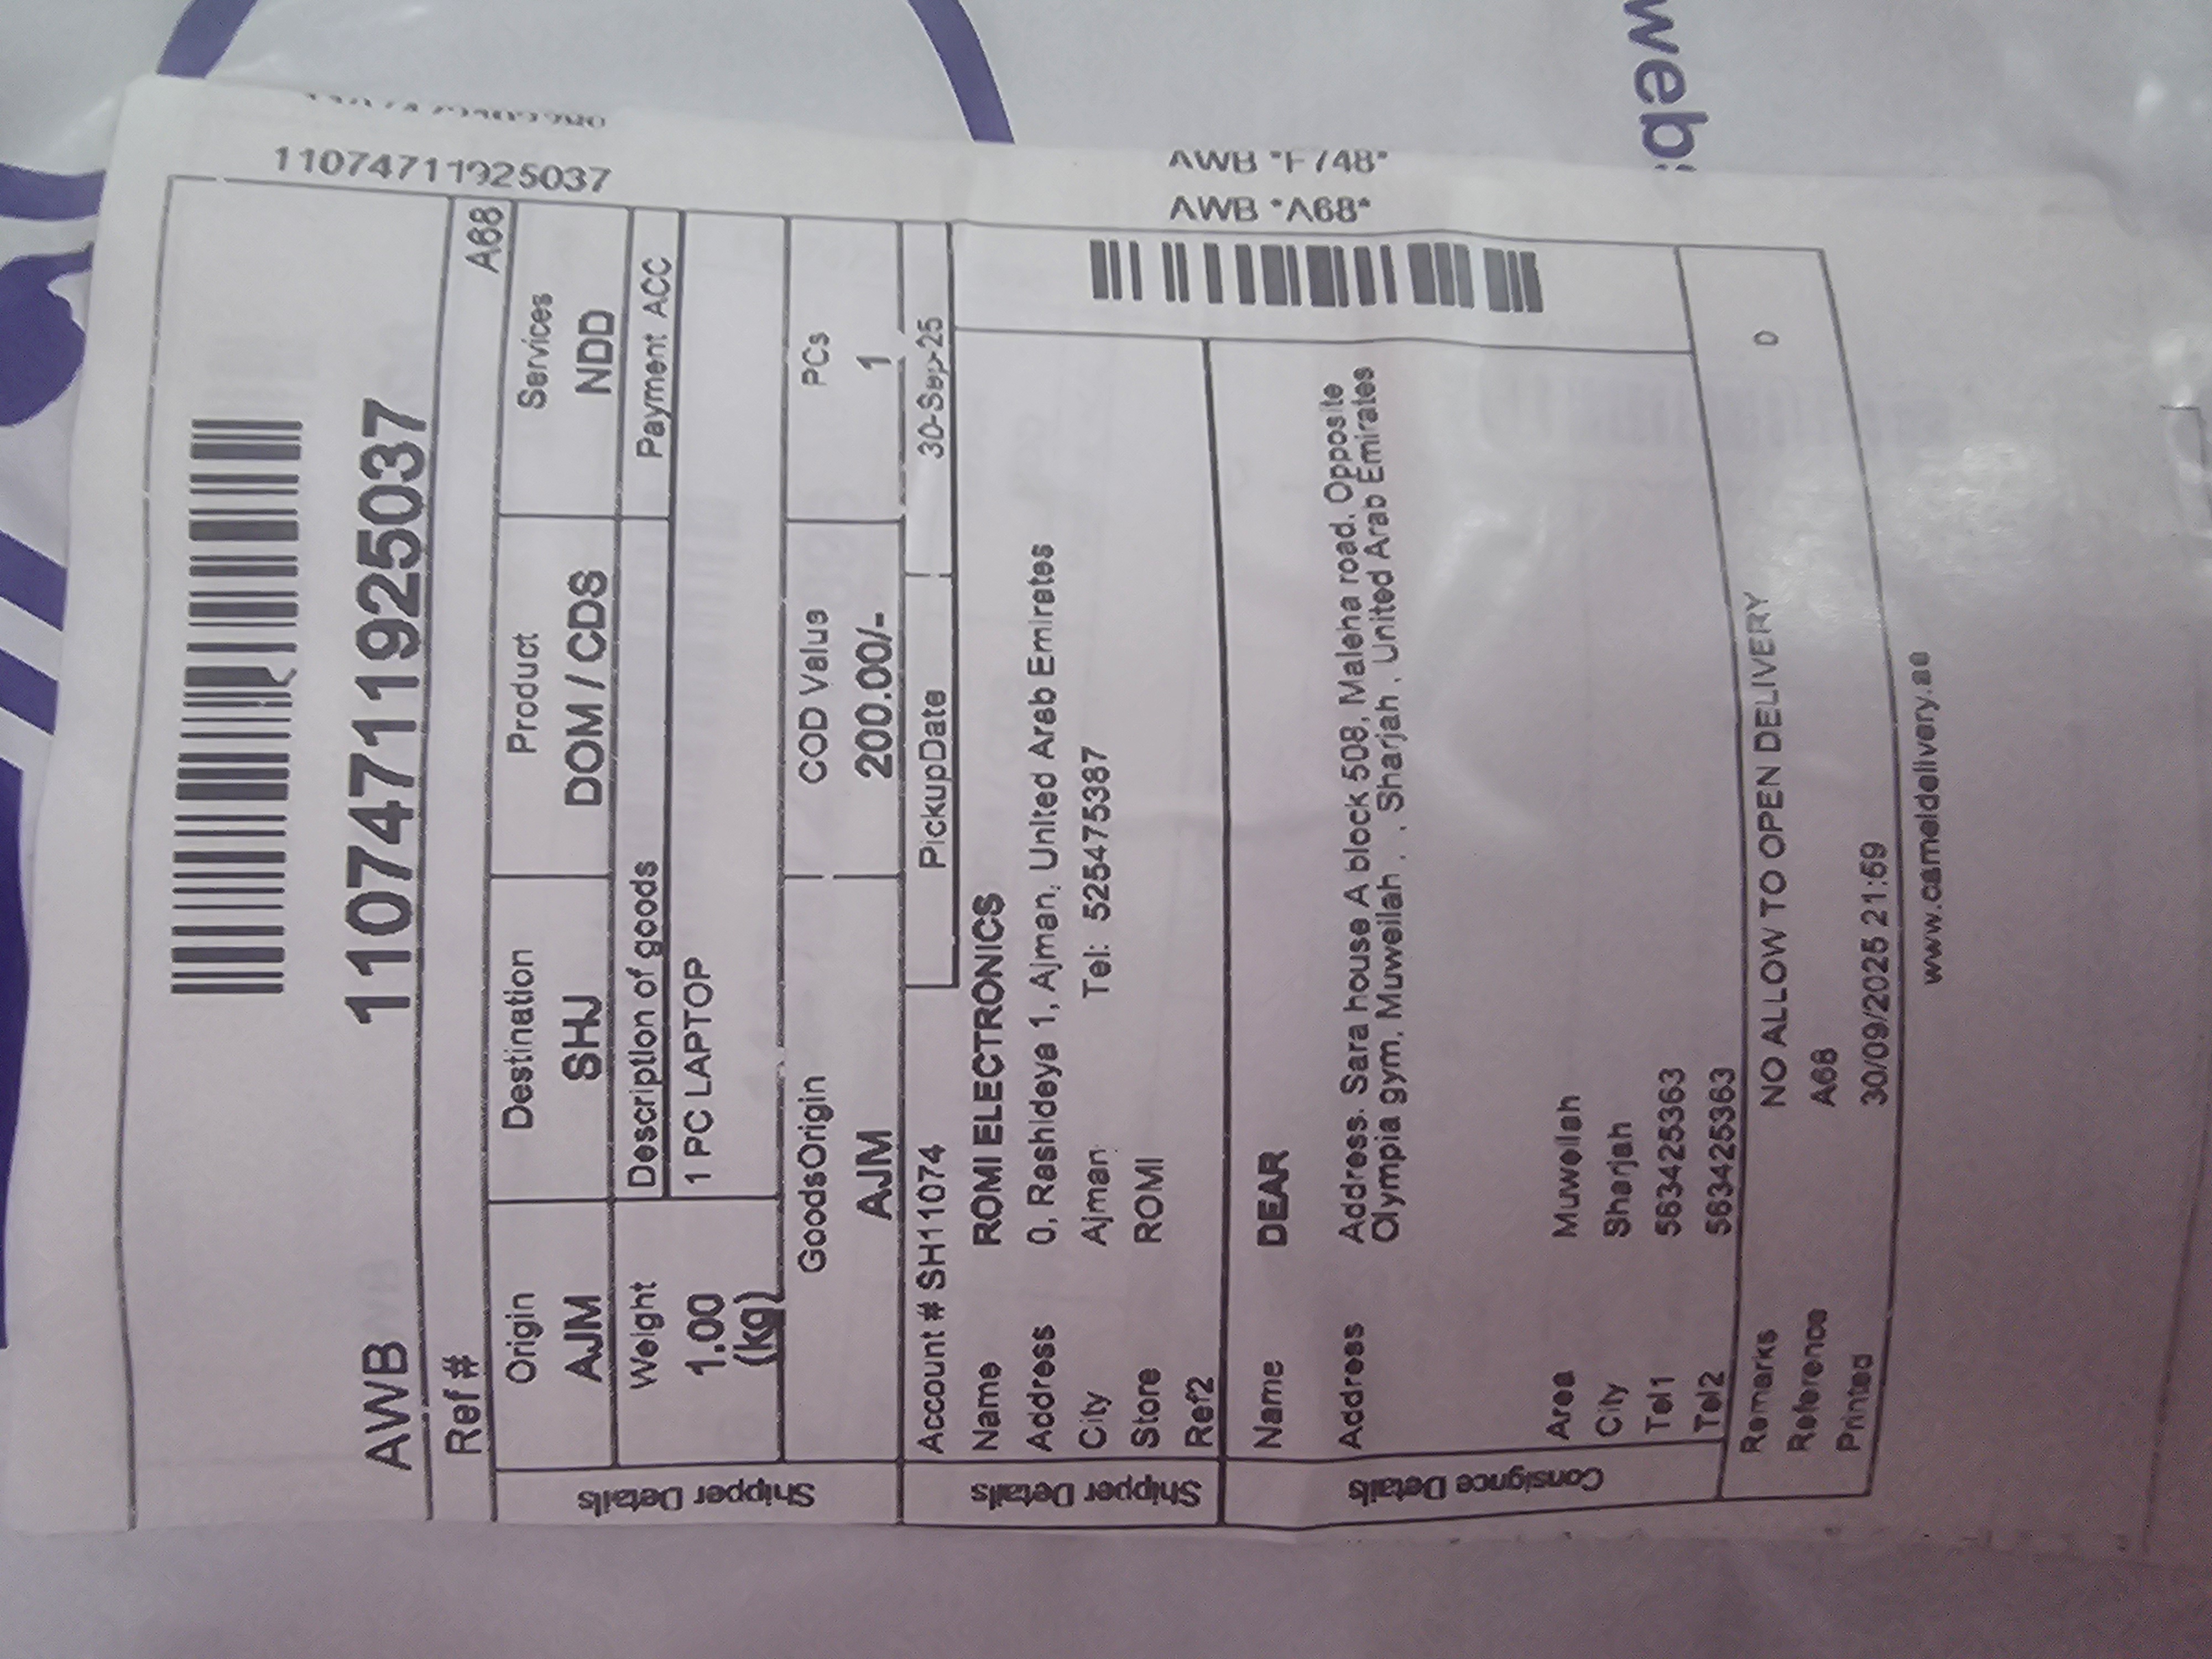 11074711925037
AWB 11074711925037
Ref # A68
Origin Destination Product Services
AJM SHJ DOM / CDS NDD
Weight Description of goods Payment ACC
1.00 (kg) 1 PC LAPTOP
GoodsOrigin COD Value PCs
AJM 200.00/- 1
Shipper Details
Account # SH11074 PickupDate 30-Sep-25
Name ROMI ELECTRONICS
Address 0, Rashideya 1, Ajman, United Arab Emirates
City Ajman Tel: 525475387
Store ROMI
Ref2
Shipper Details
AWB *A68*
Name DEAR
Address Address. Sara house A block 508, Maleha road. Opposite
Olympia gym, Muweilah , , Sharjah , United Arab Emirates
Area Muweilah
City Sharjah
Tel1 563425363
Tel2 563425363
Consignee Details
Remarks NO ALLOW TO OPEN DELIVERY 0
Reference A68
Printed 30/09/2025 21:59
www.cameldelivery.ae
AWB *F748*
web: